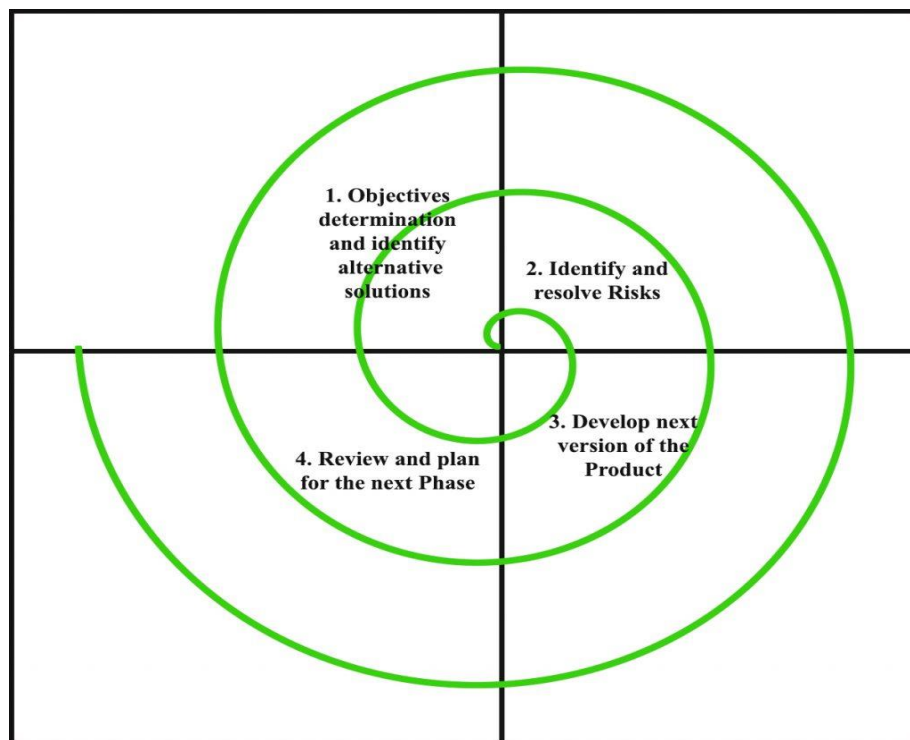 1. Objectives
determination
and identify
alternative
solutions
2. Identify and
resolve Risks
3. Develop next
version of the
Product
4. Review and plan
for the next Phase